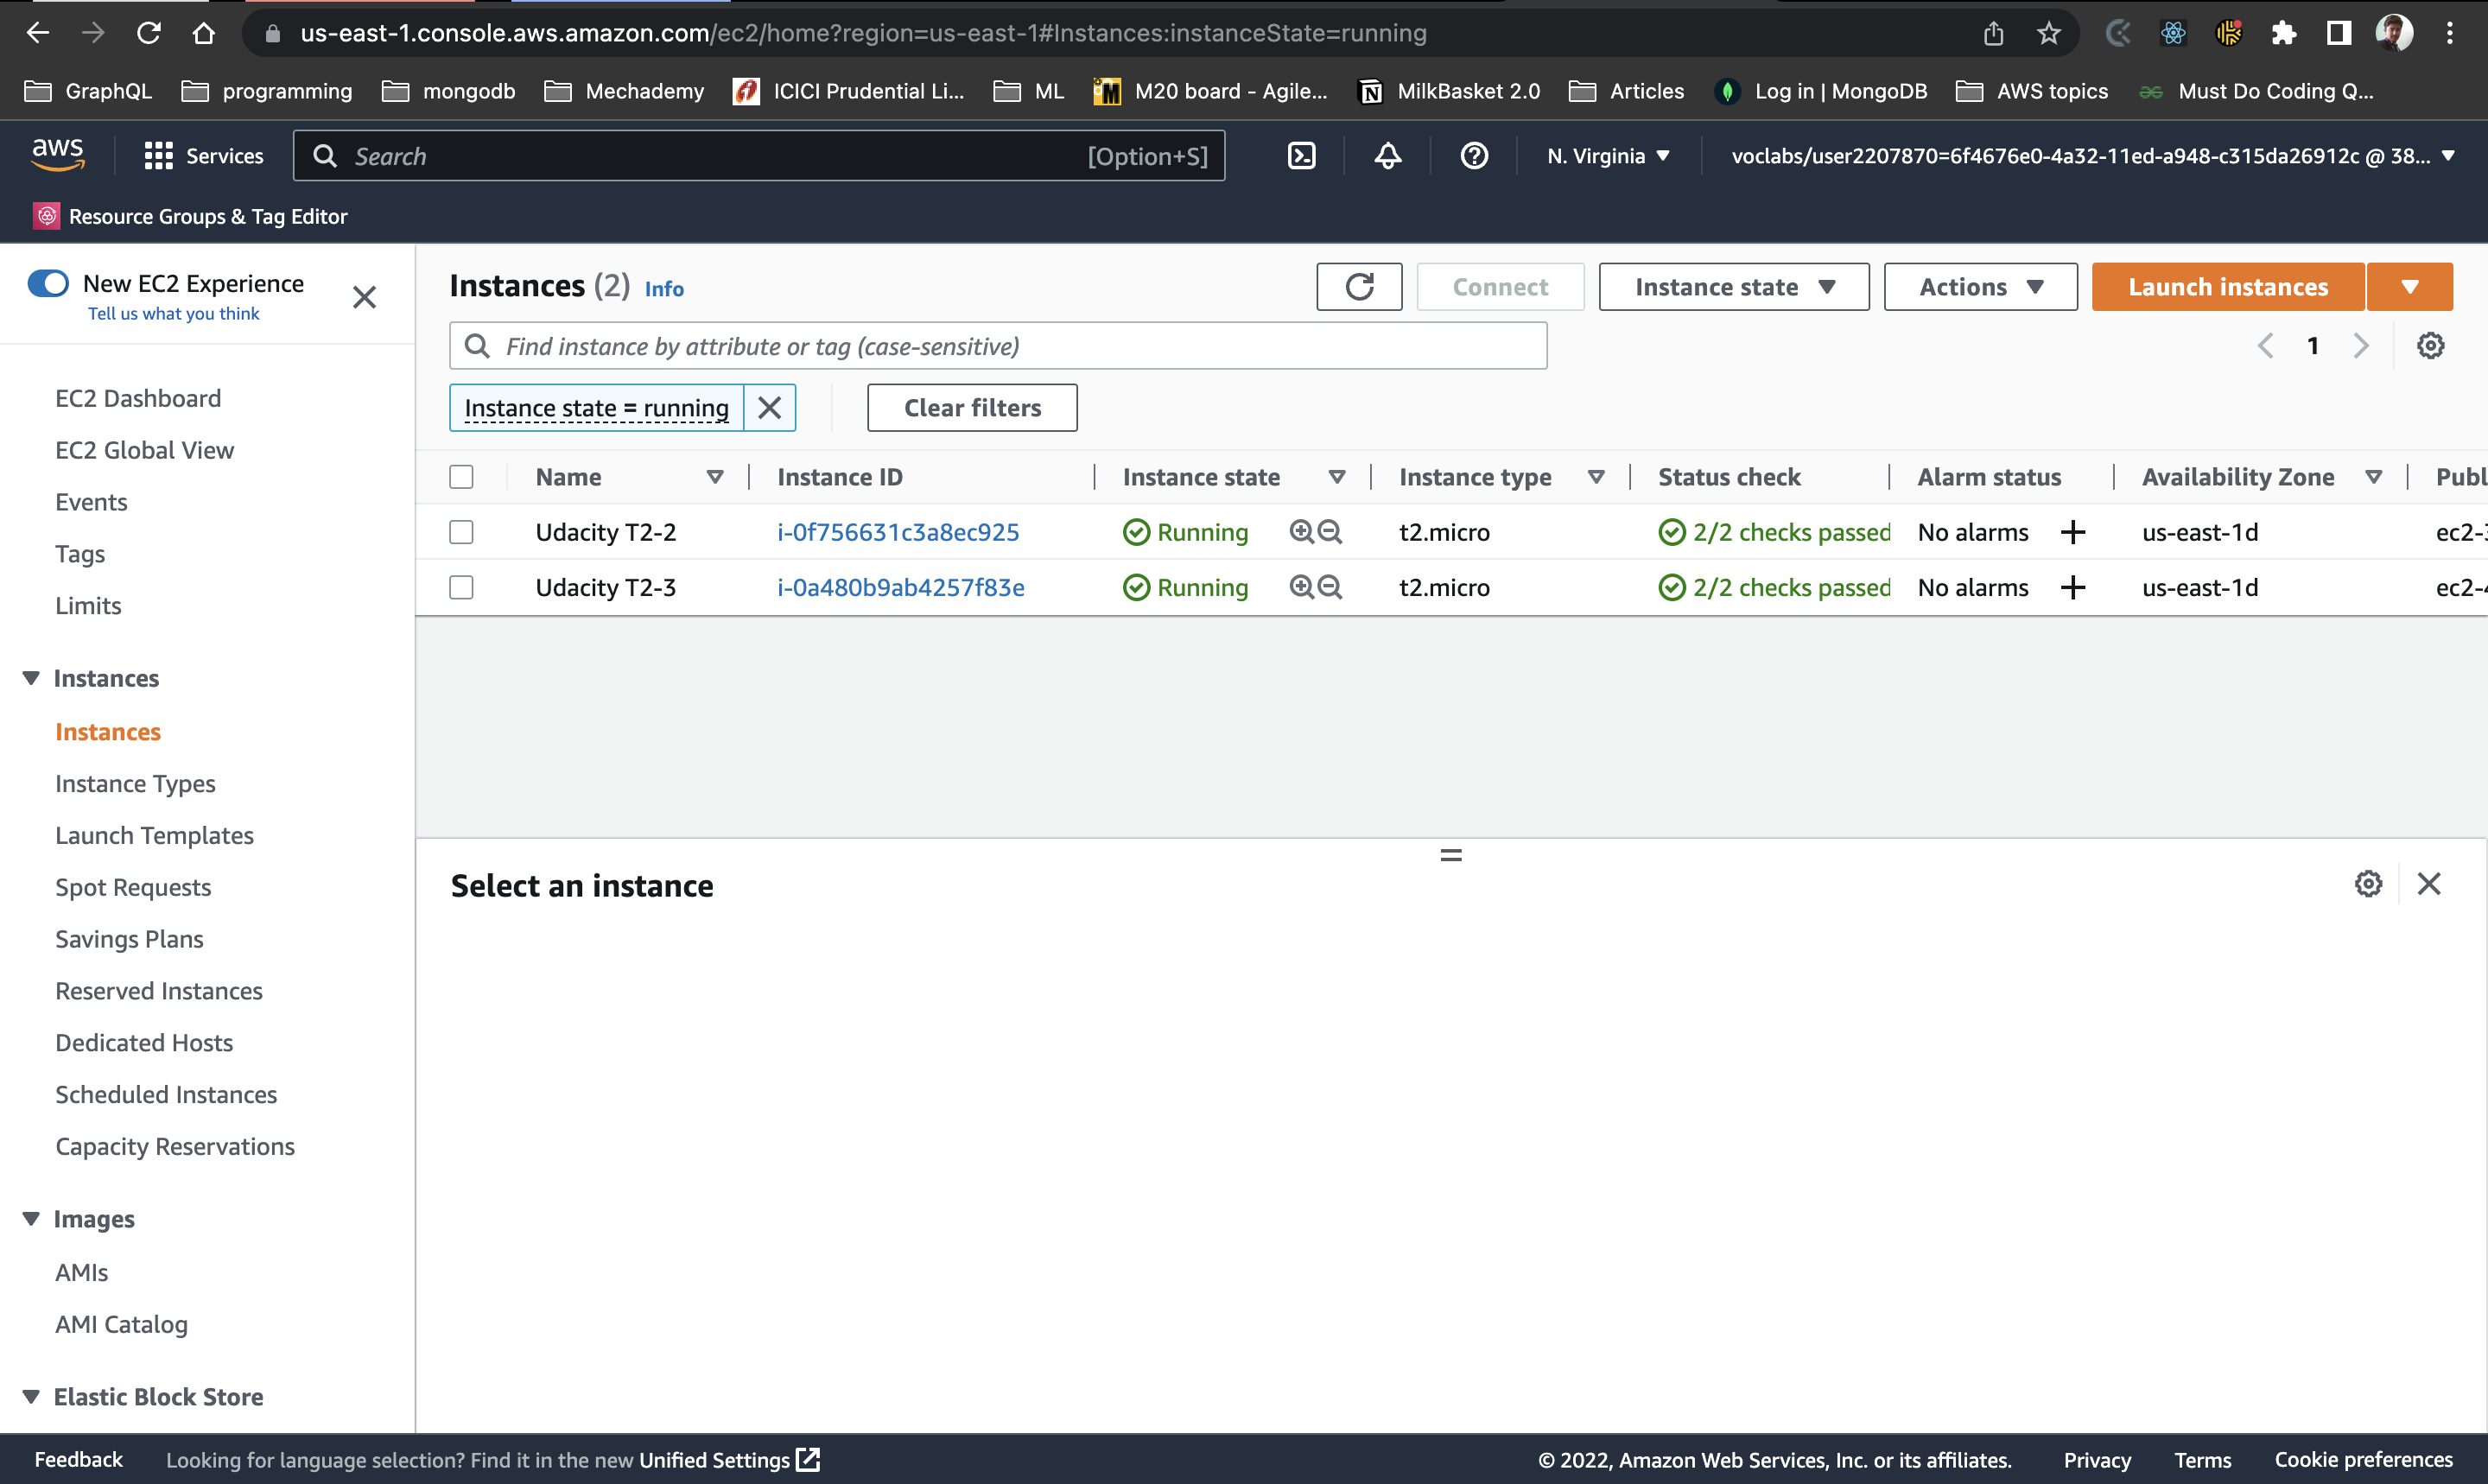 us-east-1.console.aws.amazon.com/ec2/home?region=us-east-1#Instances:instanceState=running
GraphQL programming mongodb Mechademy ICICI Prudential Li... ML M20 board - Agile... MilkBasket 2.0 Articles Log in | MongoDB AWS topics Must Do Coding Q...
aws Services Search [Option+S] N. Virginia voclabs/user2207870=6f4676e0-4a32-11ed-a948-c315da26912c @ 38...
Resource Groups & Tag Editor
New EC2 Experience
Tell us what you think
EC2 Dashboard
EC2 Global View
Events
Tags
Limits
Instances
Instances
Instance Types
Launch Templates
Spot Requests
Savings Plans
Reserved Instances
Dedicated Hosts
Scheduled Instances
Capacity Reservations
Images
AMIs
AMI Catalog
Elastic Block Store
Instances (2) Info Connect Instance state Actions Launch instances
Find instance by attribute or tag (case-sensitive) 1
Instance state = running Clear filters
Name Instance ID Instance state Instance type Status check Alarm status Availability Zone Publ
Udacity T2-2 i-0f756631c3a8ec925 Running t2.micro 2/2 checks passed No alarms + us-east-1d ec2-3
Udacity T2-3 i-0a480b9ab4257f83e Running t2.micro 2/2 checks passed No alarms + us-east-1d ec2-4
Select an instance
Feedback Looking for language selection? Find it in the new Unified Settings © 2022, Amazon Web Services, Inc. or its affiliates. Privacy Terms Cookie preferences